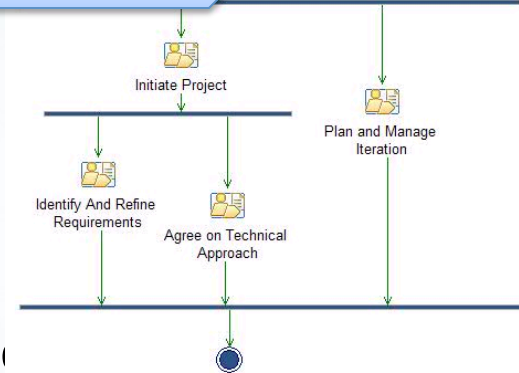 Initiate Project
Plan and Manage
Iteration
Identify And Refine
Requirements
Agree on Technical
Approach